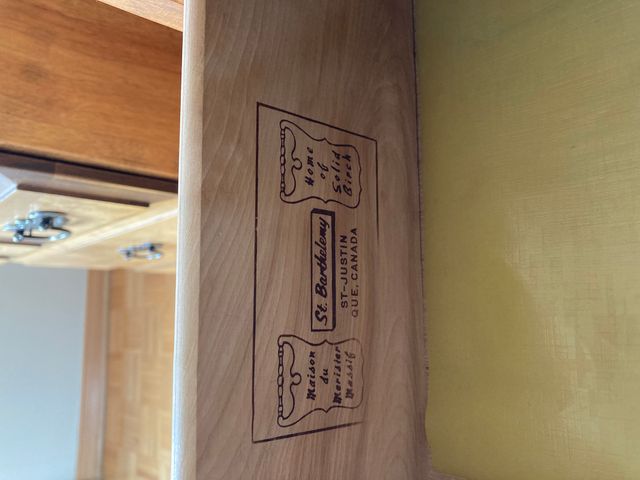 Maison
du
Merisier
Massif
St. Barthelemy
ST-JUSTIN
QUE, CANADA
Home
of
Solid
Birch